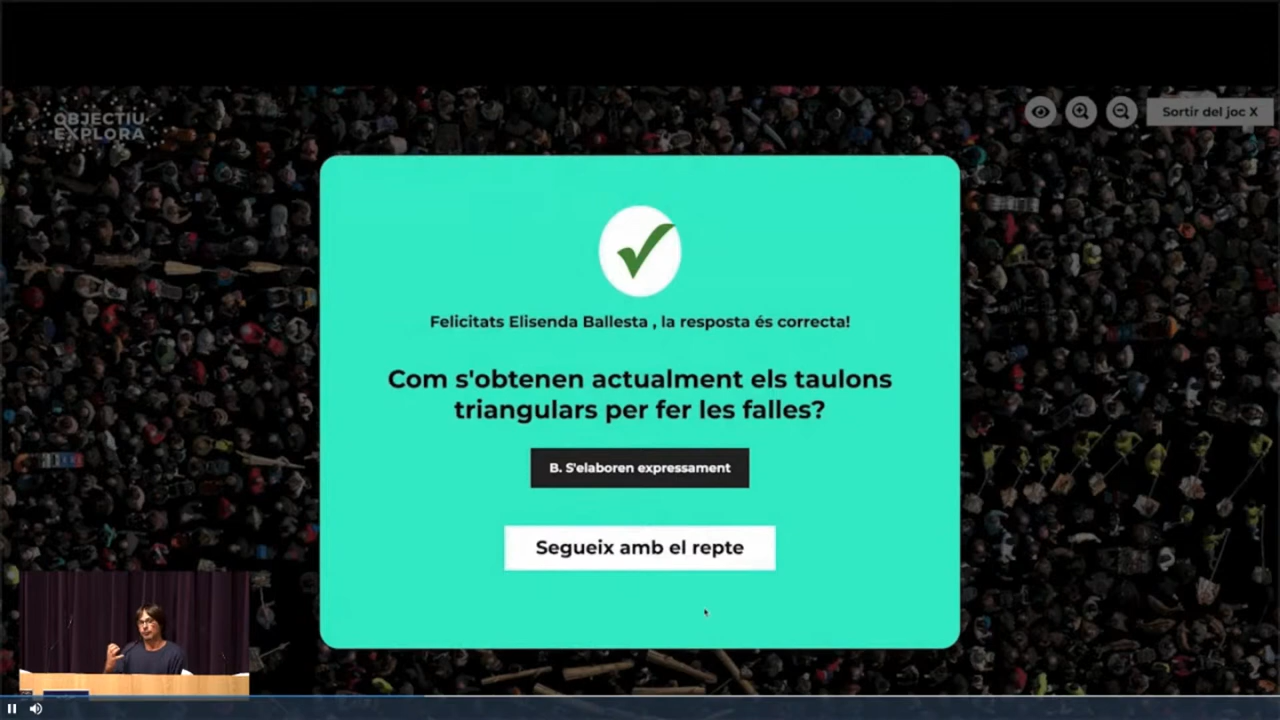 OBJECTIU
EXPLORA
Sortir del joc X
Felicitats Elisenda Ballesta , la resposta és correcta!
Com s'obtenen actualment els taulons
triangulars per fer les falles?
B. S'elaboren expressament
Segueix amb el repte